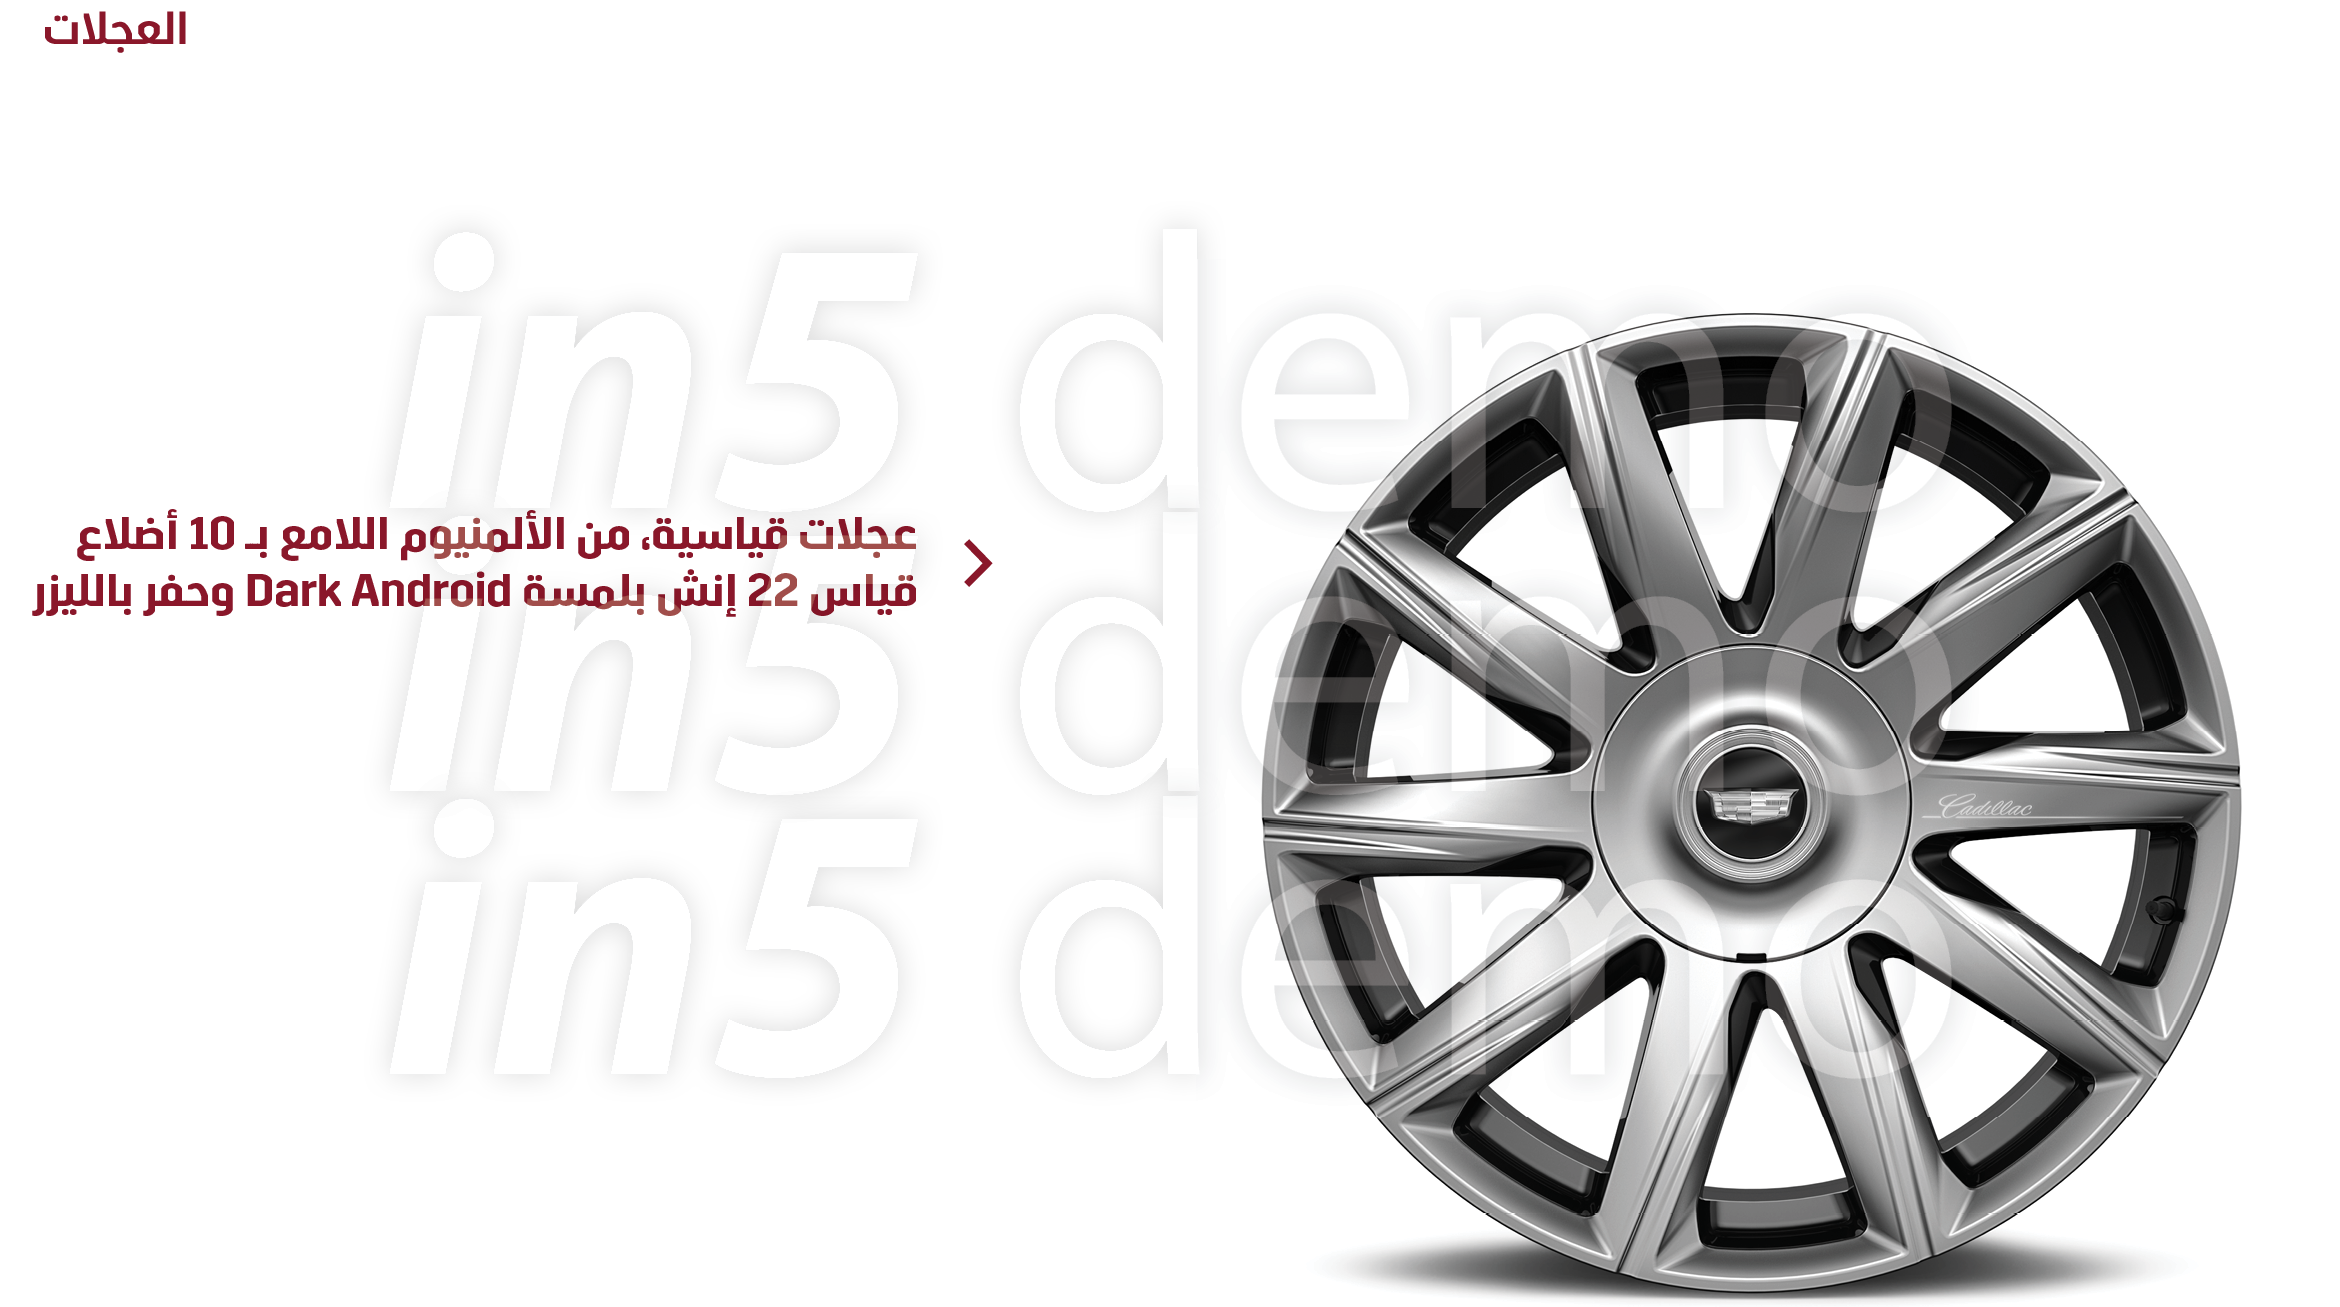 العجلات
in5 demo
عجلات قياسية، من الألمنيوم اللامع بـ 10 أضلاع
قياس 22 إنش بلمسة Dark Android وحفر بالليزر
in5 demo
Cadillac
in5 demo